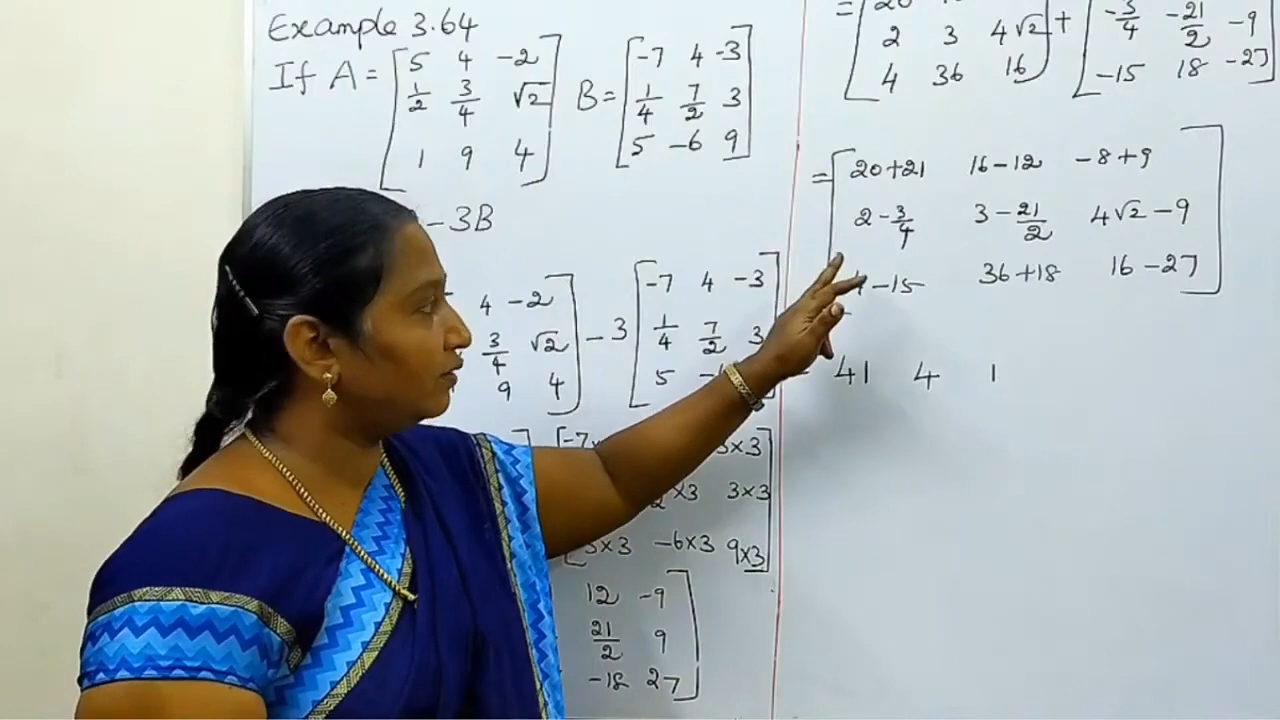 Example 3.64
If A = [5 4 -2] B = [-7 4 -3]
[1/2 3/4 √2] [1/4 7/2 3]
[1 9 4] [5 -6 9]
-3B
4 -2] [-7 4 -3]
3/4 √2] - 3 [1/4 7/2 3]
9 4] [5
[-7× 3×3]
×3 3×3
×3 -6×3 9×3]
12 -9]
21/2 9
-18 27]
= [20
[2 3 4√2] + [-3/4 -21/2 -9]
[4 36 16] [-15 18 -27]
= [20+21 16-12 -8+9]
[2-3/4 3-21/2 4√2-9]
[4-15 36+18 16-27]
41 4 1